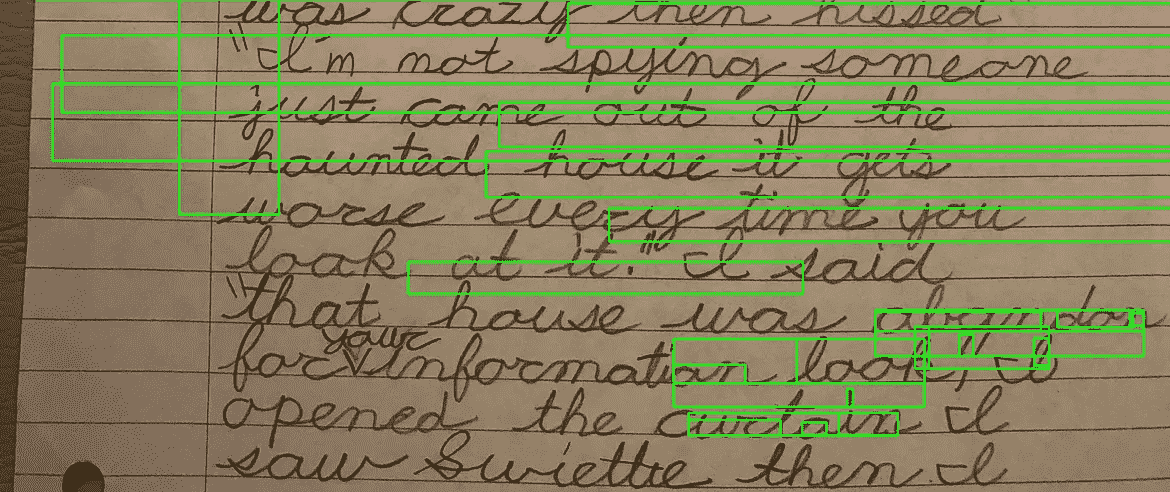 was crazy then hissed
"I'm not spying someone
just came out of the
haunted house it gets
worse every time you
look at it." I said
"that house was abandon
your
for information look," I
opened the curtain I
saw Swiettie then I